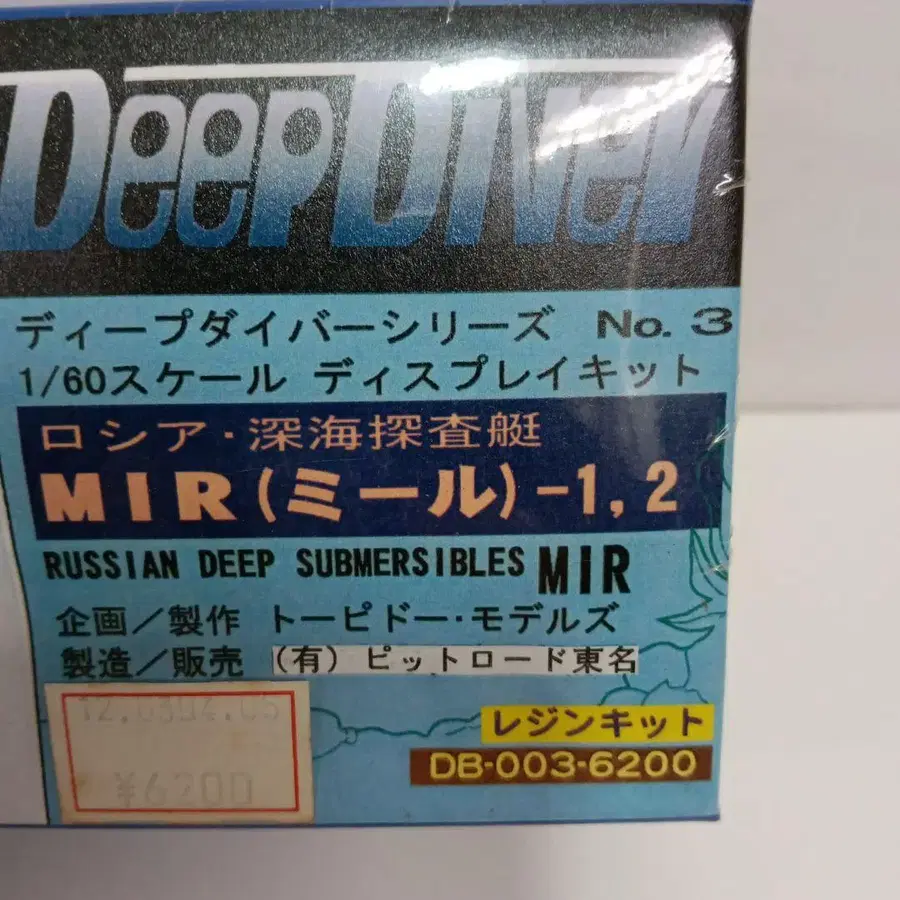 DeepDiver
ディープダイバーシリーズ No. 3
1/60スケール ディスプレイキット
ロシア・深海探査艇
MIR(ミール)-1,2
RUSSIAN DEEP SUBMERSIBLES MIR
企画／製作 トーピドー・モデルズ
製造／販売 (有)ピットロード東名
レジンキット
DB-003-6200
¥6200